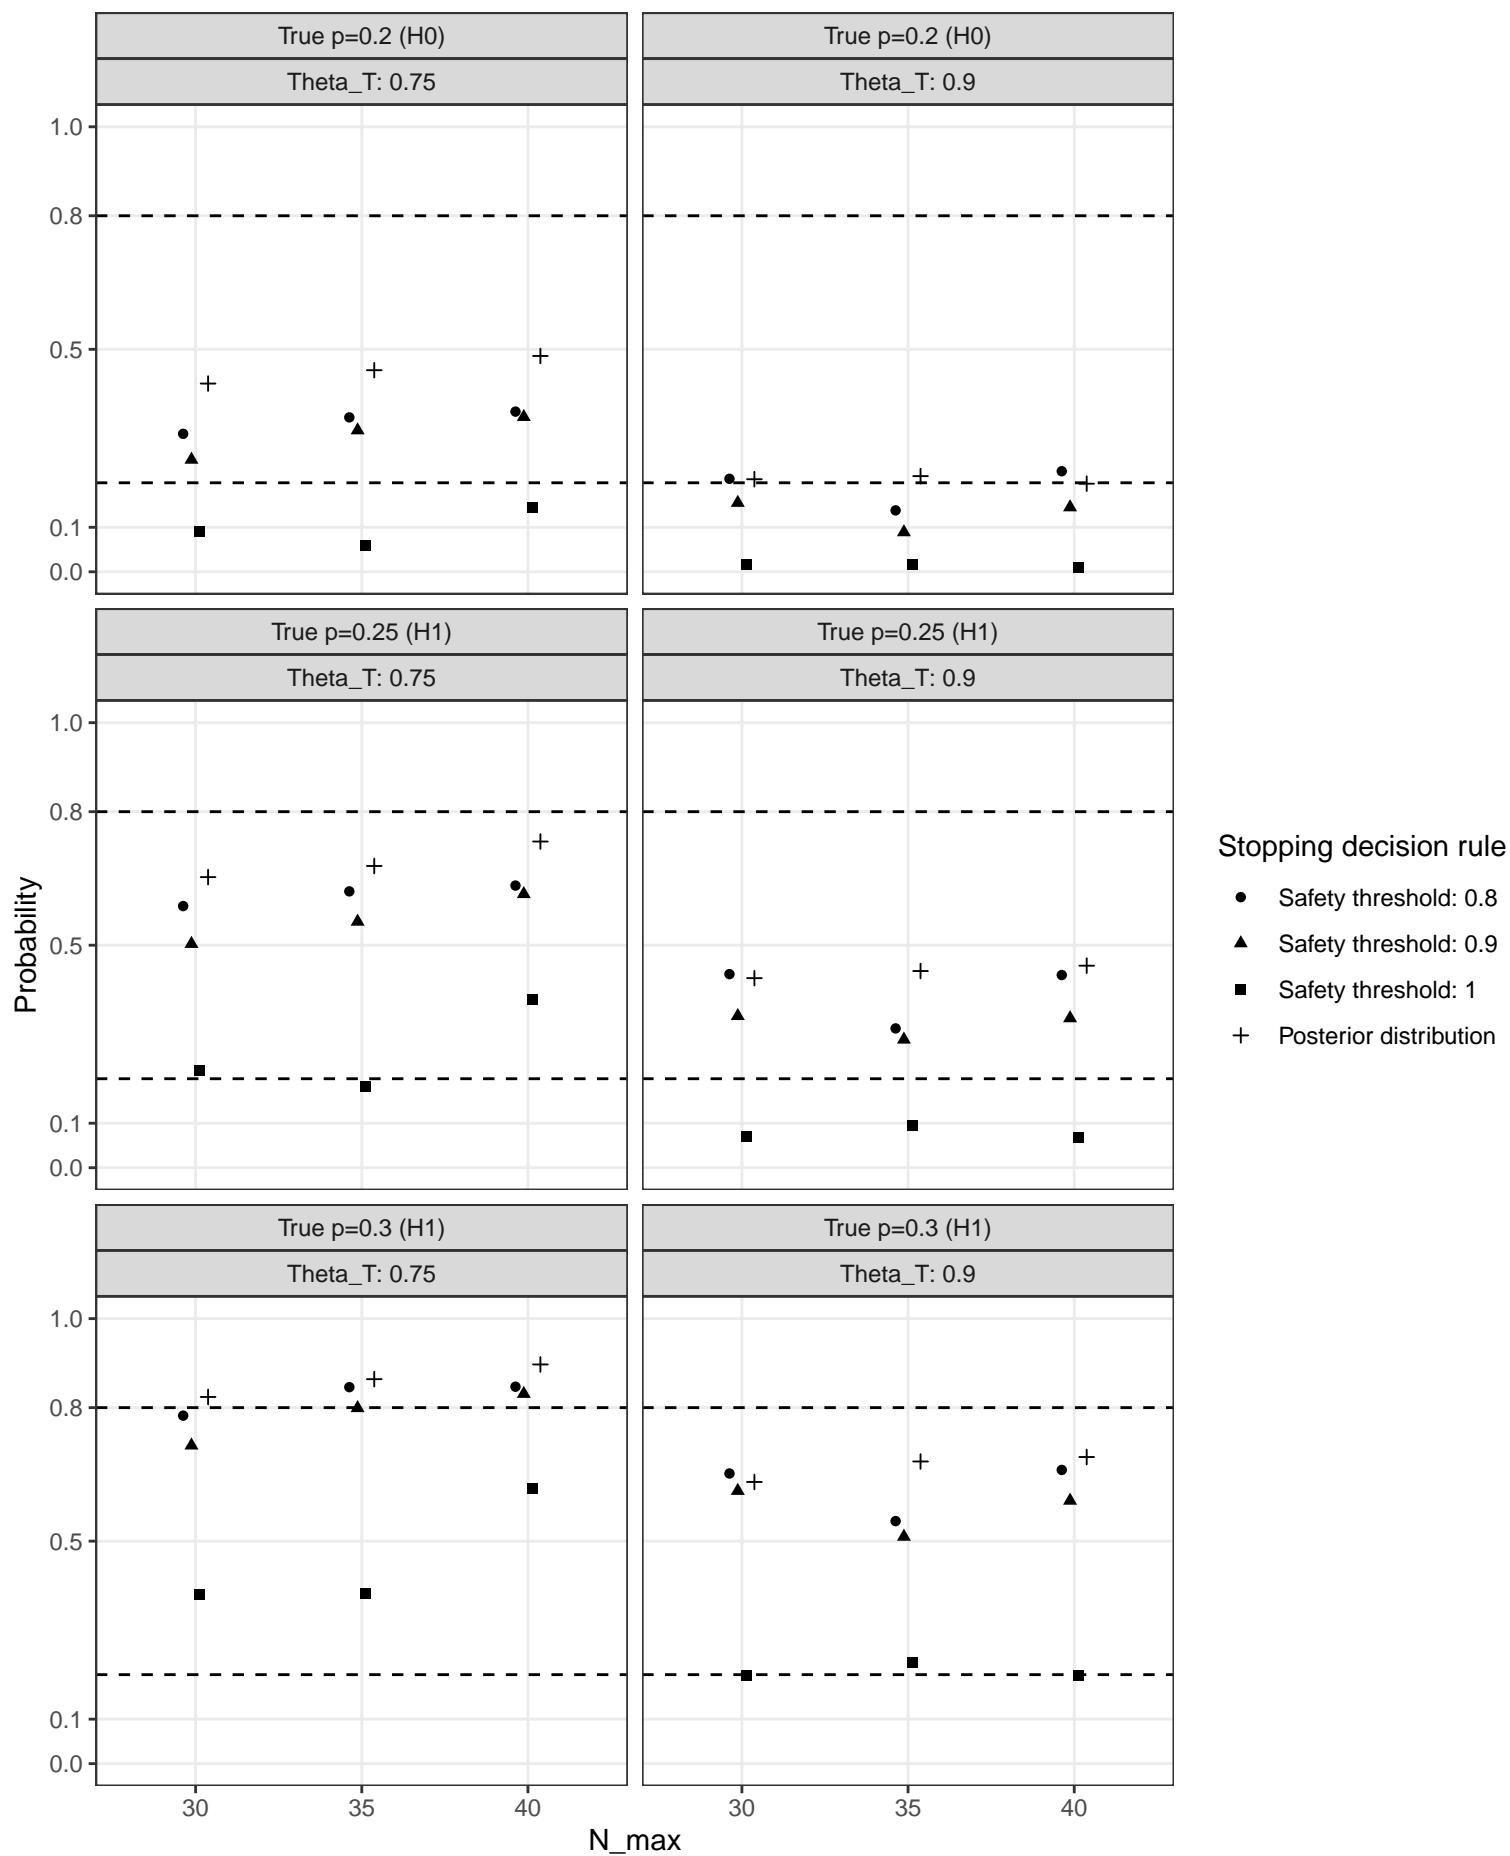 True p=0.2 (H0)
True p=0.2 (H0)
Theta_T: 0.75
Theta_T: 0.9
1.0
0.8
0.5
0.1
0.0
True p=0.25 (H1)
True p=0.25 (H1)
Theta_T: 0.75
Theta_T: 0.9
1.0
0.8
0.5
0.1
0.0
Probability
True p=0.3 (H1)
True p=0.3 (H1)
Theta_T: 0.75
Theta_T: 0.9
1.0
0.8
0.5
0.1
0.0
30
35
40
30
35
40
N_max
Stopping decision rule
Safety threshold: 0.8
Safety threshold: 0.9
Safety threshold: 1
Posterior distribution